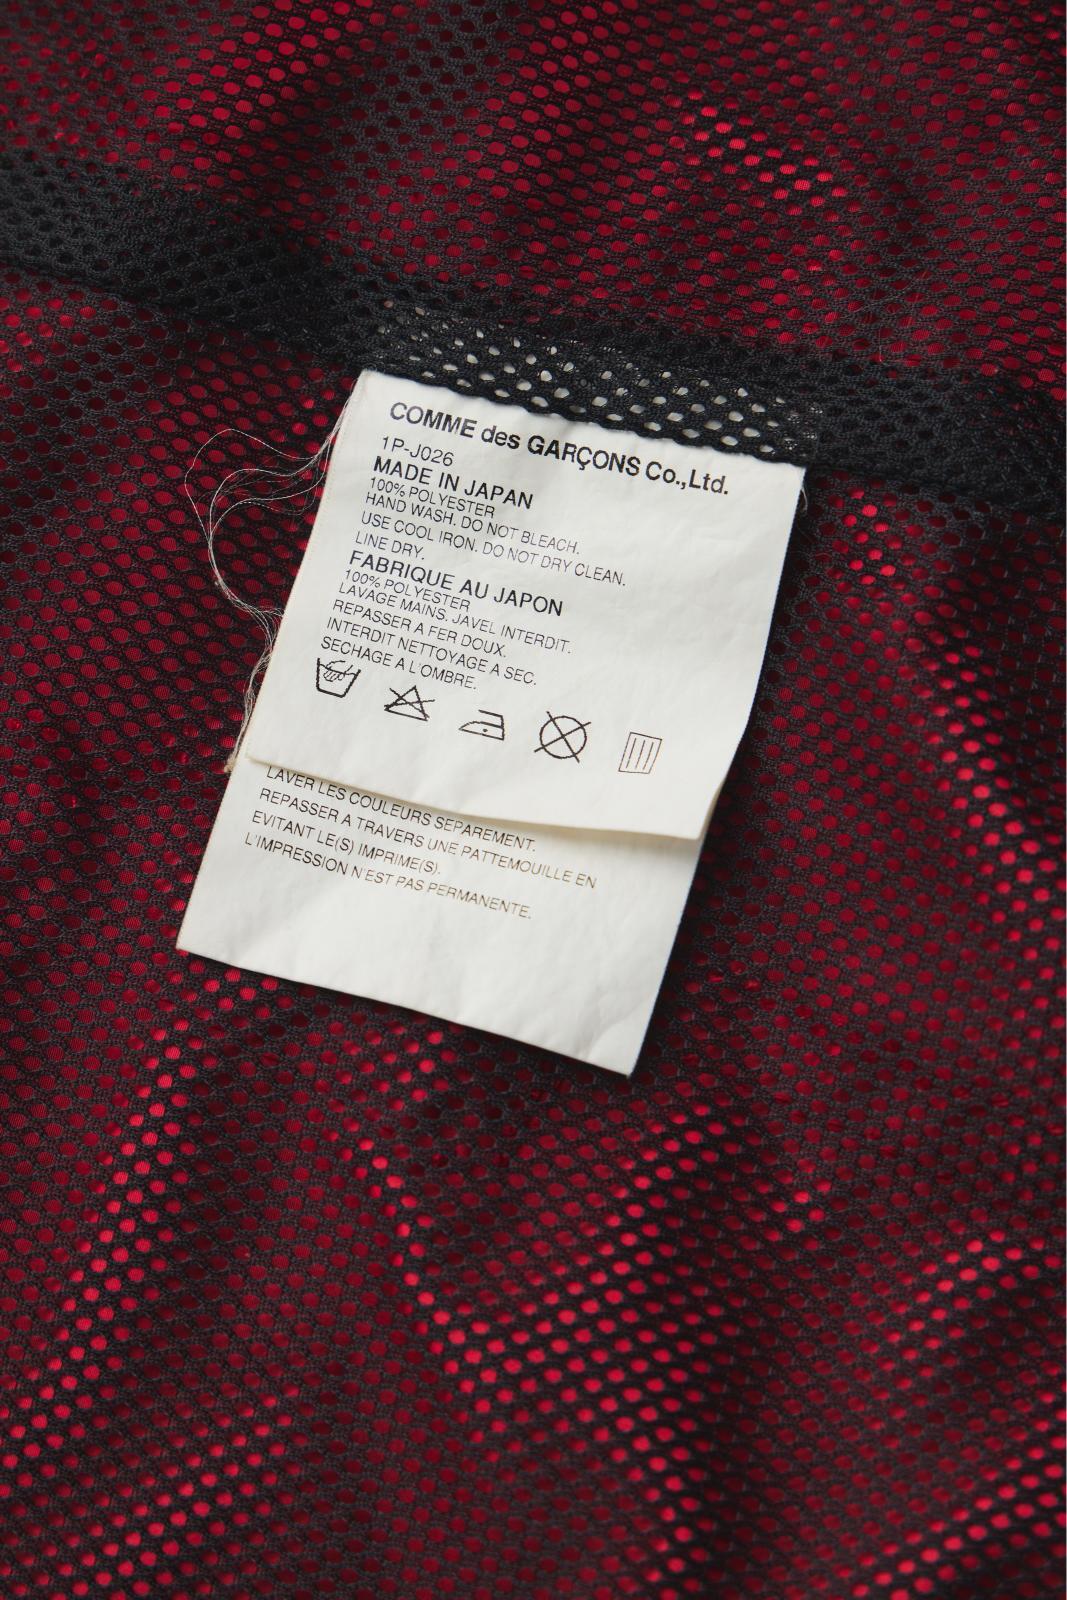 COMME des GARÇONS Co.,Ltd.
1P-J026
MADE IN JAPAN
100% POLYESTER
HAND WASH. DO NOT BLEACH.
USE COOL IRON. DO NOT DRY CLEAN.
LINE DRY.
FABRIQUE AU JAPON
100% POLYESTER
LAVAGE MAINS. JAVEL INTERDIT.
REPASSER A FER DOUX.
INTERDIT NETTOYAGE A SEC.
SECHAGE A L'OMBRE.
LAVER LES COULEURS SEPAREMENT.
REPASSER A TRAVERS UNE PATTEMOUILLE EN
EVITANT LE(S) IMPRIME(S).
L'IMPRESSION N'EST PAS PERMANENTE.